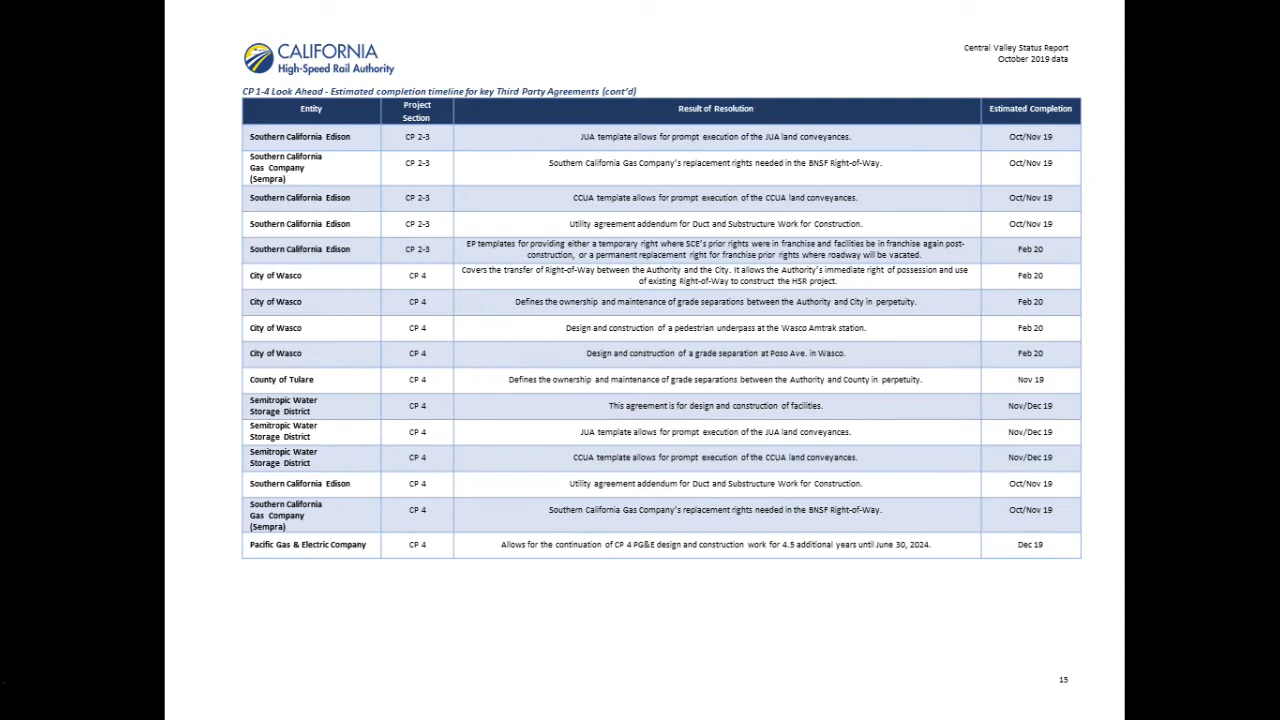 CALIFORNIA
High-Speed Rail Authority
Central Valley Status Report
October 2019 data
CP 1-4 Look Ahead - Estimated completion timeline for key Third Party Agreements (cont'd)
Entity
Project
Section
Result of Resolution
Estimated Completion
Southern California Edison
CP 2-3
JUA template allows for prompt execution of the JUA land conveyances.
Oct/Nov 19
Southern California
Gas Company
(Sempra)
CP 2-3
Southern California Gas Company's replacement rights needed in the BNSF Right-of-Way.
Oct/Nov 19
Southern California Edison
CP 2-3
CCUA template allows for prompt execution of the CCUA land conveyances.
Oct/Nov 19
Southern California Edison
CP 2-3
Utility agreement addendum for Duct and Substructure Work for Construction.
Oct/Nov 19
Southern California Edison
CP 2-3
EP templates for providing either a temporary right where SCE's prior rights were in franchise and facilities be in franchise again post-
construction, or a permanent replacement right for franchise prior rights where roadway will be vacated.
Feb 20
City of Wasco
CP 4
Covers the transfer of Right-of-Way between the Authority and the City. It allows the Authority's immediate right of possession and use
of existing Right-of-Way to construct the HSR project.
Feb 20
City of Wasco
CP 4
Defines the ownership and maintenance of grade separations between the Authority and City in perpetuity.
Feb 20
City of Wasco
CP 4
Design and construction of a pedestrian underpass at the Wasco Amtrak station.
Feb 20
City of Wasco
CP 4
Design and construction of a grade separation at Poso Ave. in Wasco.
Feb 20
County of Tulare
CP 4
Defines the ownership and maintenance of grade separations between the Authority and County in perpetuity.
Nov 19
Semitropic Water
Storage District
CP 4
This agreement is for design and construction of facilities.
Nov/Dec 19
Semitropic Water
Storage District
CP 4
JUA template allows for prompt execution of the JUA land conveyances.
Nov/Dec 19
Semitropic Water
Storage District
CP 4
CCUA template allows for prompt execution of the CCUA land conveyances.
Nov/Dec 19
Southern California Edison
CP 4
Utility agreement addendum for Duct and Substructure Work for Construction.
Oct/Nov 19
Southern California
Gas Company
(Sempra)
CP 4
Southern California Gas Company's replacement rights needed in the BNSF Right-of-Way.
Oct/Nov 19
Pacific Gas & Electric Company
CP 4
Allows for the continuation of CP 4 PG&E design and construction work for 4.5 additional years until June 30, 2024.
Dec 19
15